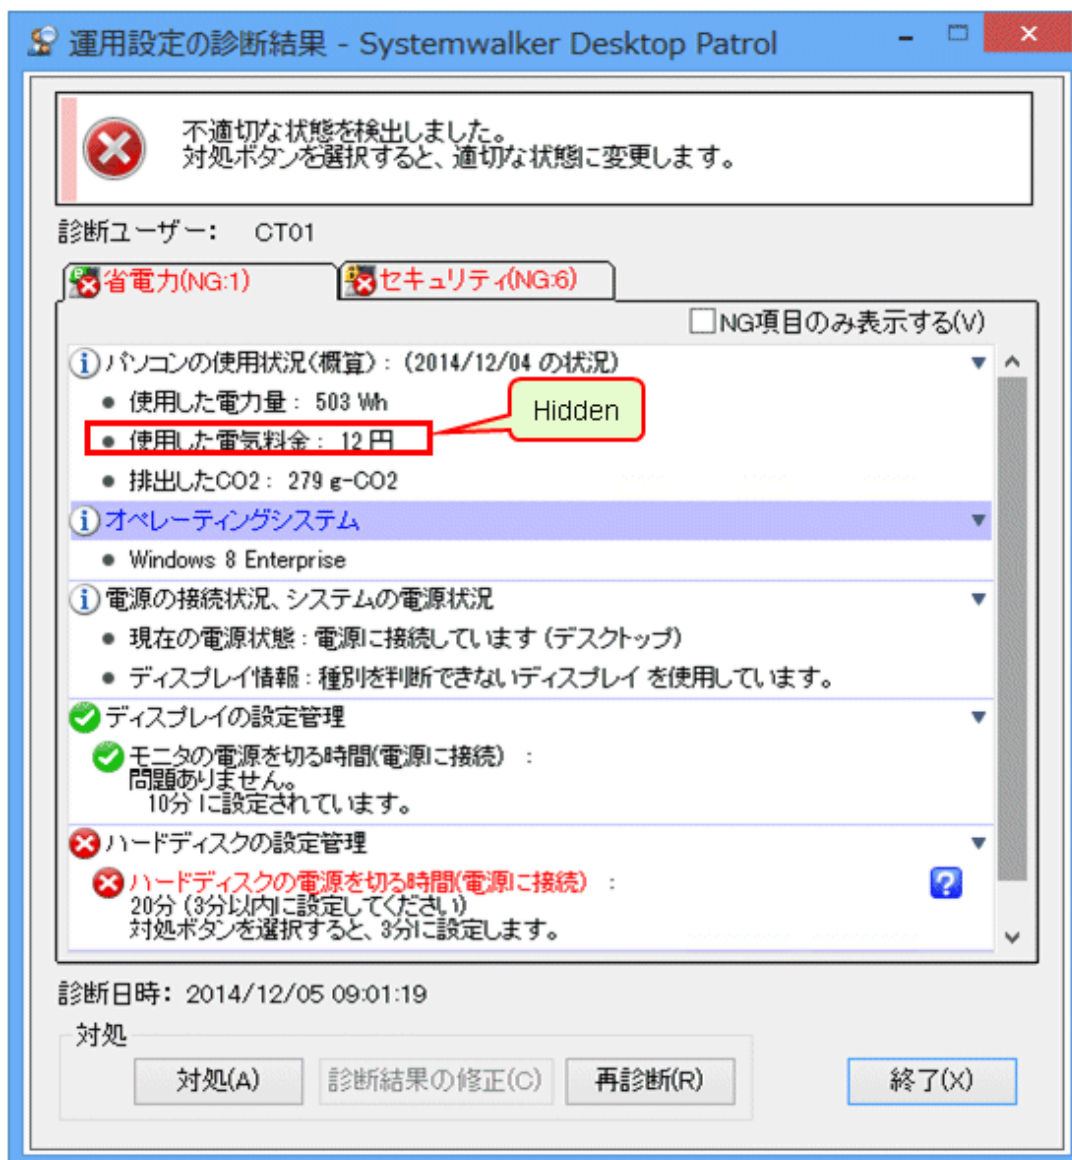 運用設定の診断結果 - Systemwalker Desktop Patrol
不適切な状態を検出しました。
対処ボタンを選択すると、適切な状態に変更します。
診断ユーザー： CT01
省電力(NG:1)
セキュリティ(NG:6)
NG項目のみ表示する(V)
パソコンの使用状況(概算)： (2014/12/04 の状況)
使用した電力量： 503 Wh
使用した電気料金： 12 円
Hidden
排出したCO2： 279 g-CO2
オペレーティングシステム
Windows 8 Enterprise
電源の接続状況、システムの電源状況
現在の電源状態：電源に接続しています (デスクトップ)
ディスプレイ情報：種別を判断できないディスプレイ を使用しています。
ディスプレイの設定管理
モニタの電源を切る時間(電源に接続) ：
問題ありません。
10分 に設定されています。
ハードディスクの設定管理
ハードディスクの電源を切る時間(電源に接続) ：
20分 (3分以内に設定してください)
対処ボタンを選択すると、3分に設定します。
診断日時： 2014/12/05 09:01:19
対処
対処(A)
診断結果の修正(C)
再診断(R)
終了(X)